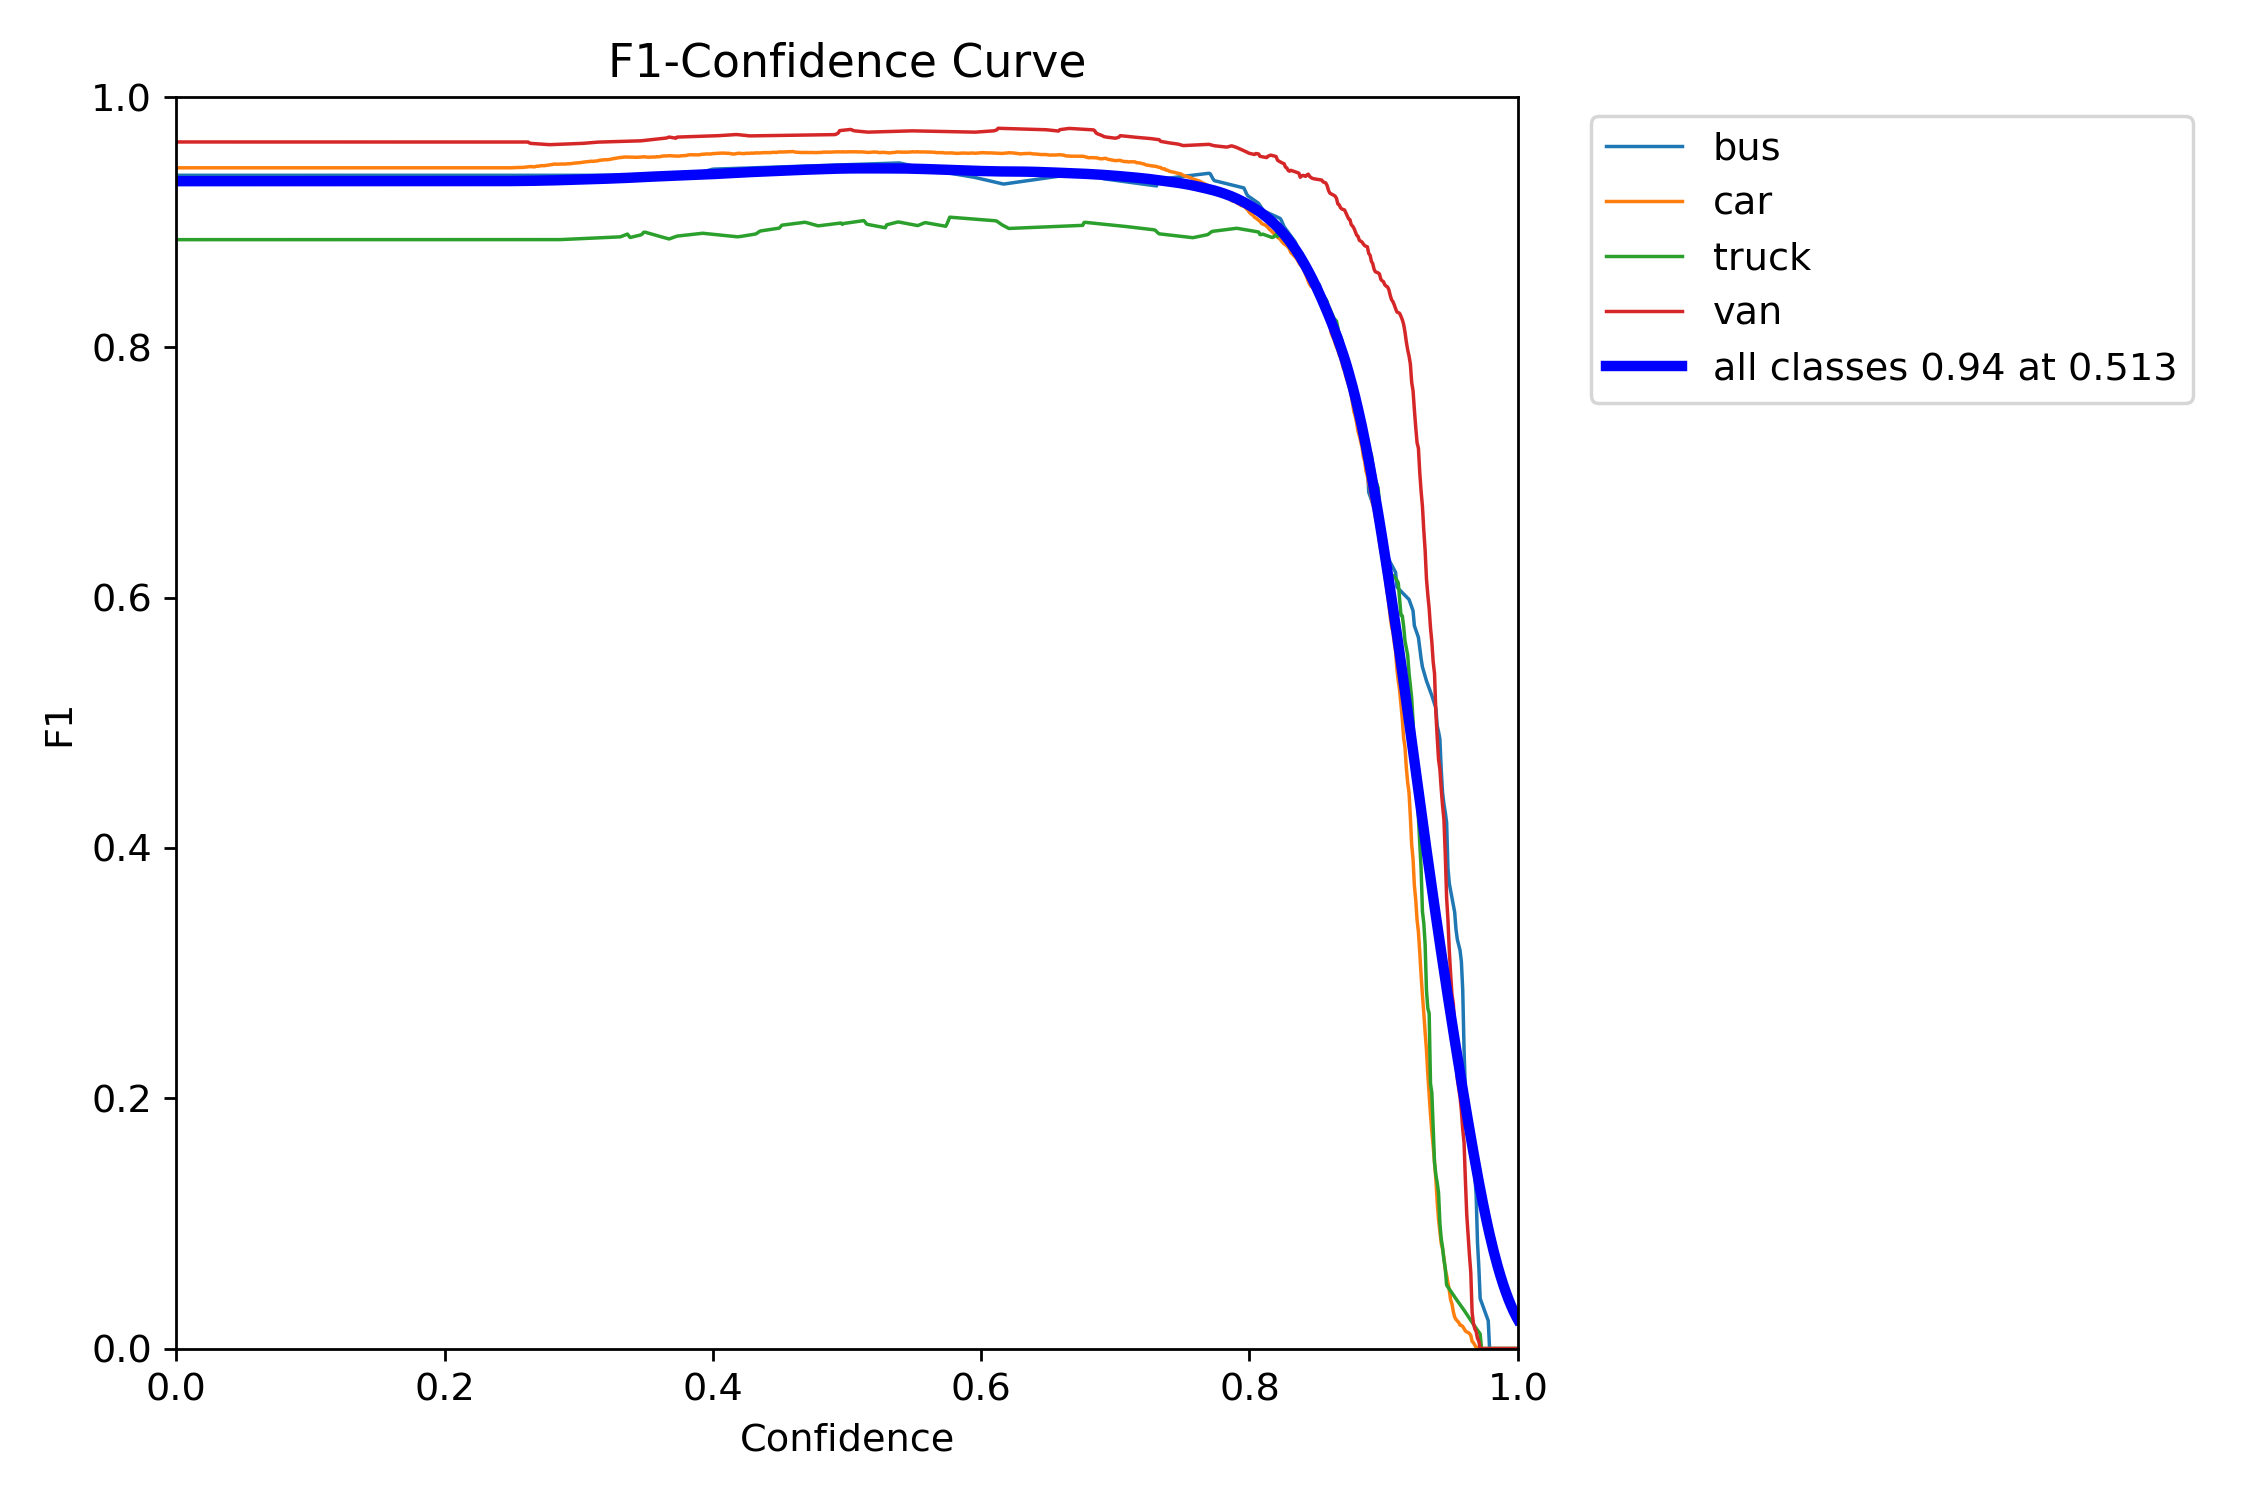 F1-Confidence Curve
1.0
0.8
0.6
0.4
0.2
0.0
F1
0.0 0.2 0.4 0.6 0.8 1.0
Confidence
bus
car
truck
van
all classes 0.94 at 0.513